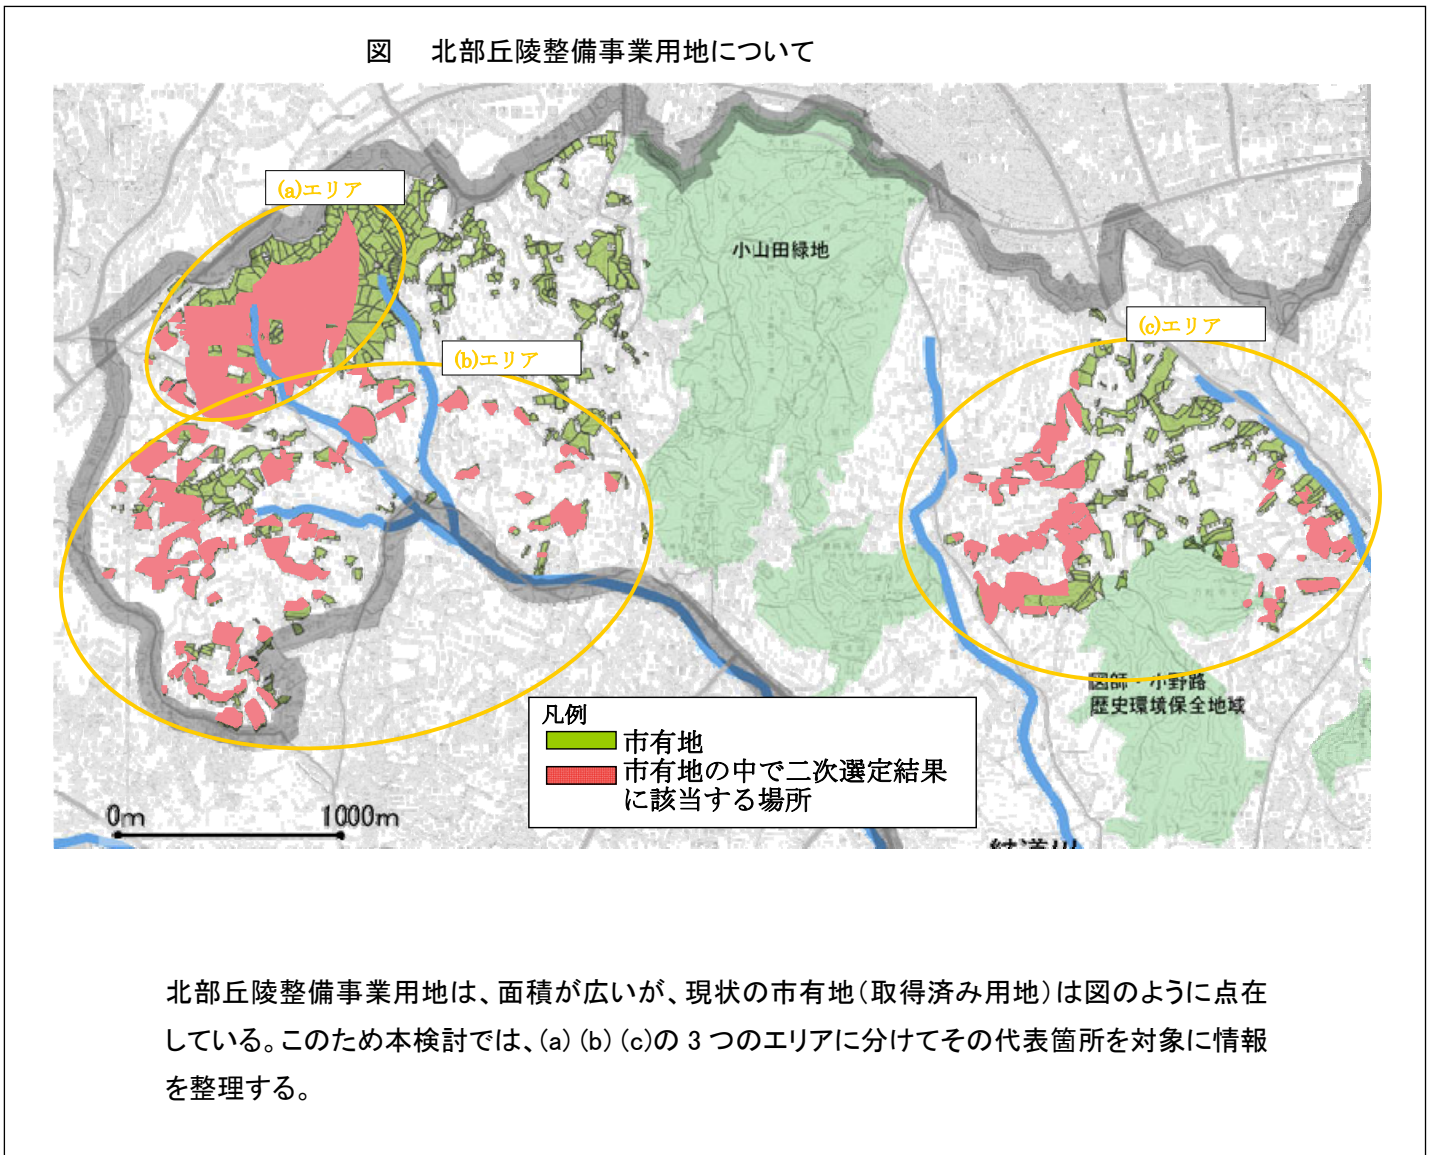 図　北部丘陵整備事業用地について
(a)エリア
小山田緑地
(c)エリア
(b)エリア
図師・小野路
歴史環境保全地域
凡例
市有地
市有地の中で二次選定結果
に該当する場所
0m 1000m
北部丘陵整備事業用地は、面積が広いが、現状の市有地（取得済み用地）は図のように点在
している。このため本検討では、(a) (b) (c)の 3 つのエリアに分けてその代表箇所を対象に情報
を整理する。